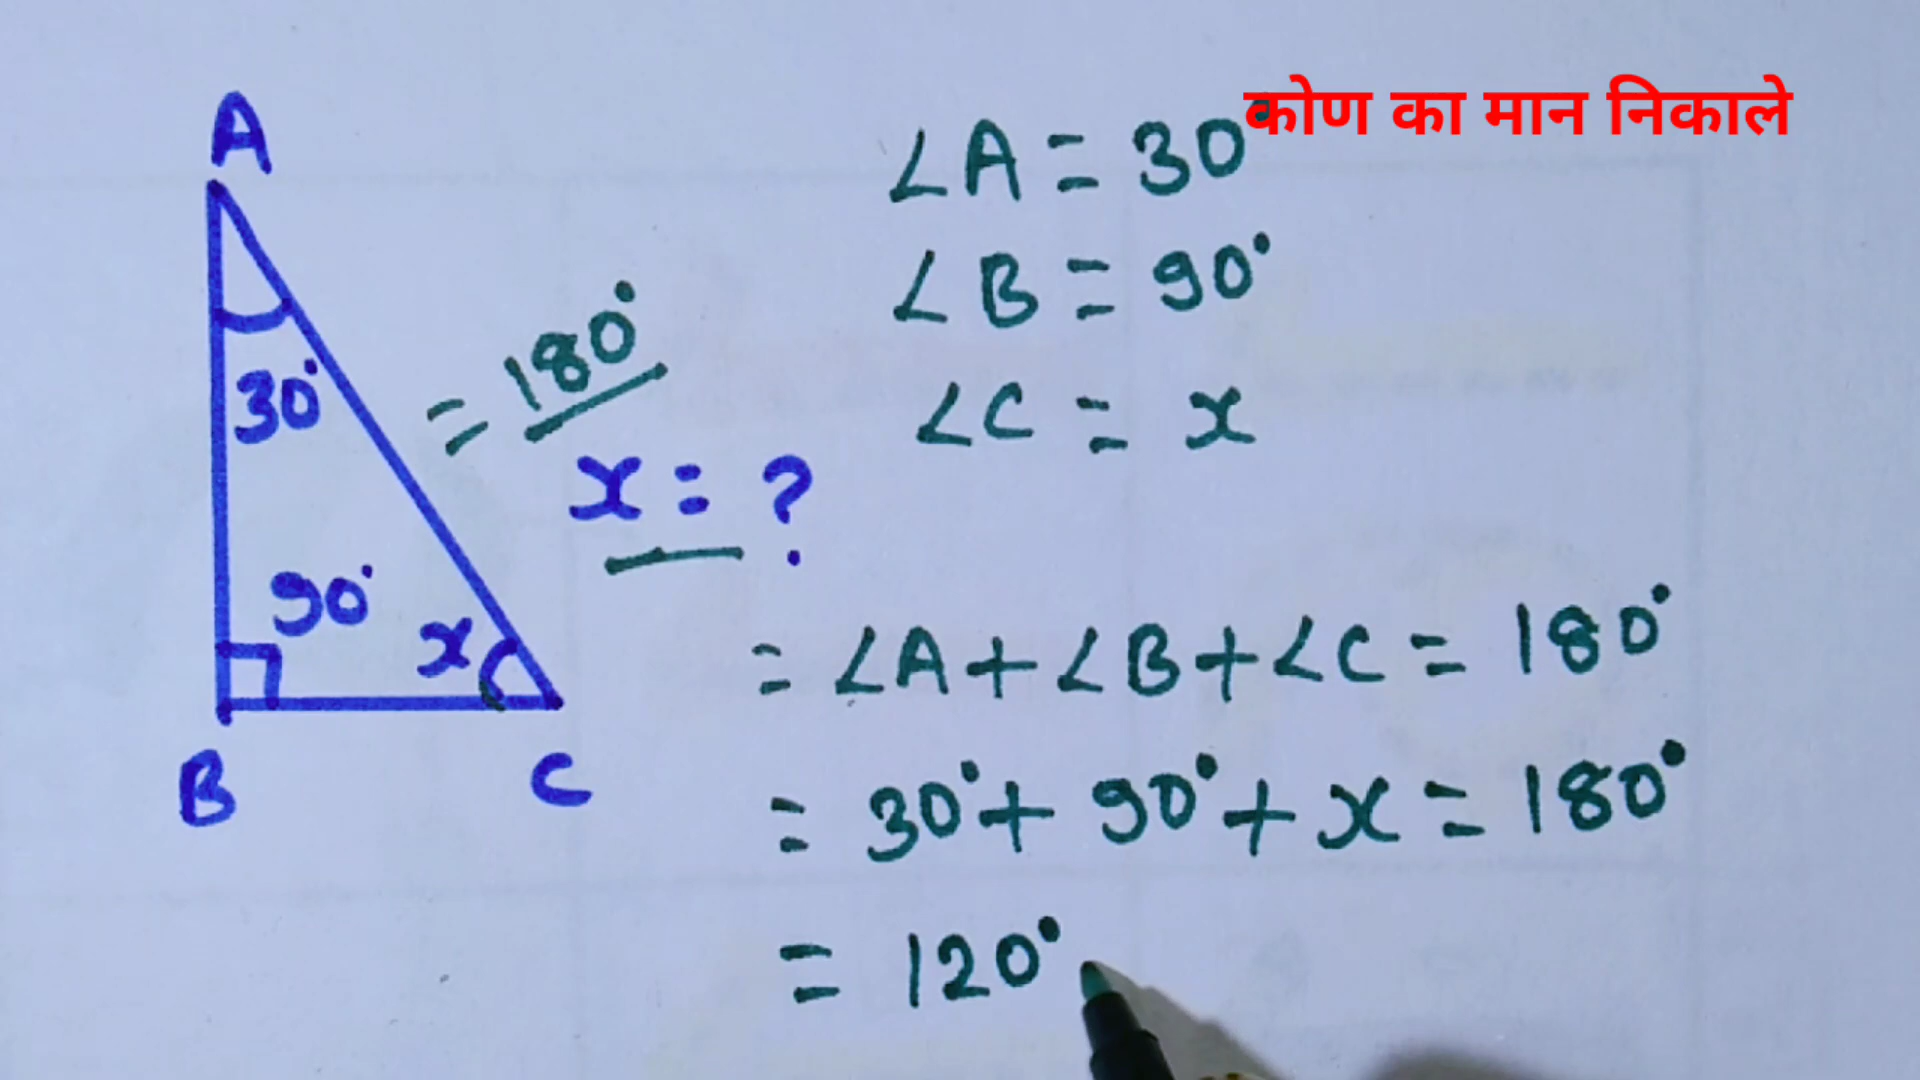 कोण का मान निकाले
A
30°
90°
x
B
C
= 180°
x = ?
∠A = 30°
∠B = 90°
∠C = x
= ∠A + ∠B + ∠C = 180°
= 30° + 90° + x = 180°
= 120°